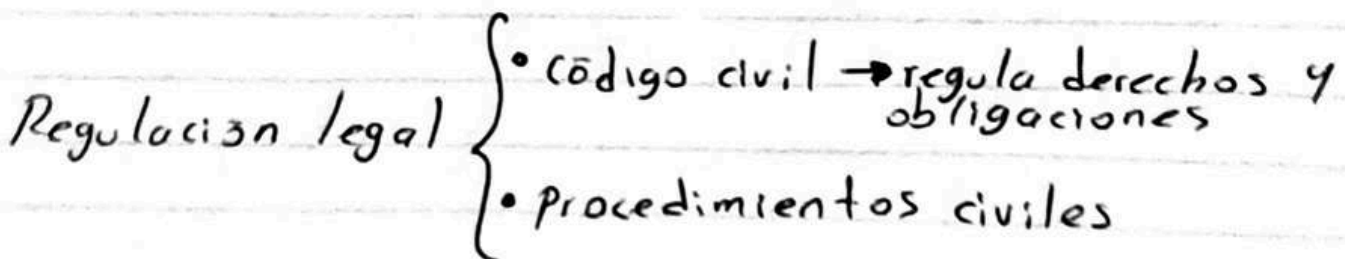 Regulación legal
• código civil → regula derechos y
obligaciones
• Procedimientos civiles